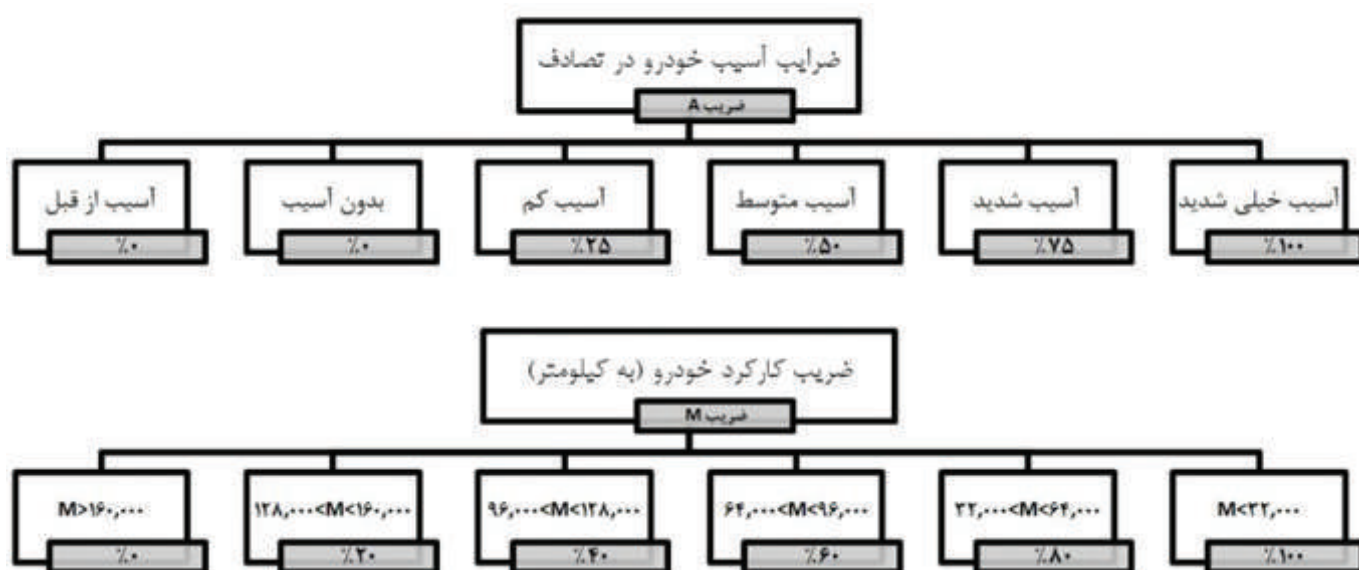 ضرایب آسیب خودرو در تصادف
ضریب A
آسیب خیلی شدید
آسیب شدید
آسیب متوسط
آسیب کم
بدون آسیب
آسیب از قبل
٪۱۰۰
٪۷۵
٪۵۰
٪۲۵
٪۰
٪۰
ضریب کارکرد خودرو (به کیلومتر)
ضریب M
M<۳۲,۰۰۰
۳۲,۰۰۰<M<۶۴,۰۰۰
۶۴,۰۰۰<M<۹۶,۰۰۰
۹۶,۰۰۰<M<۱۲۸,۰۰۰
۱۲۸,۰۰۰<M<۱۶۰,۰۰۰
M>۱۶۰,۰۰۰
٪۱۰۰
٪۸۰
٪۶۰
٪۴۰
٪۲۰
٪۰